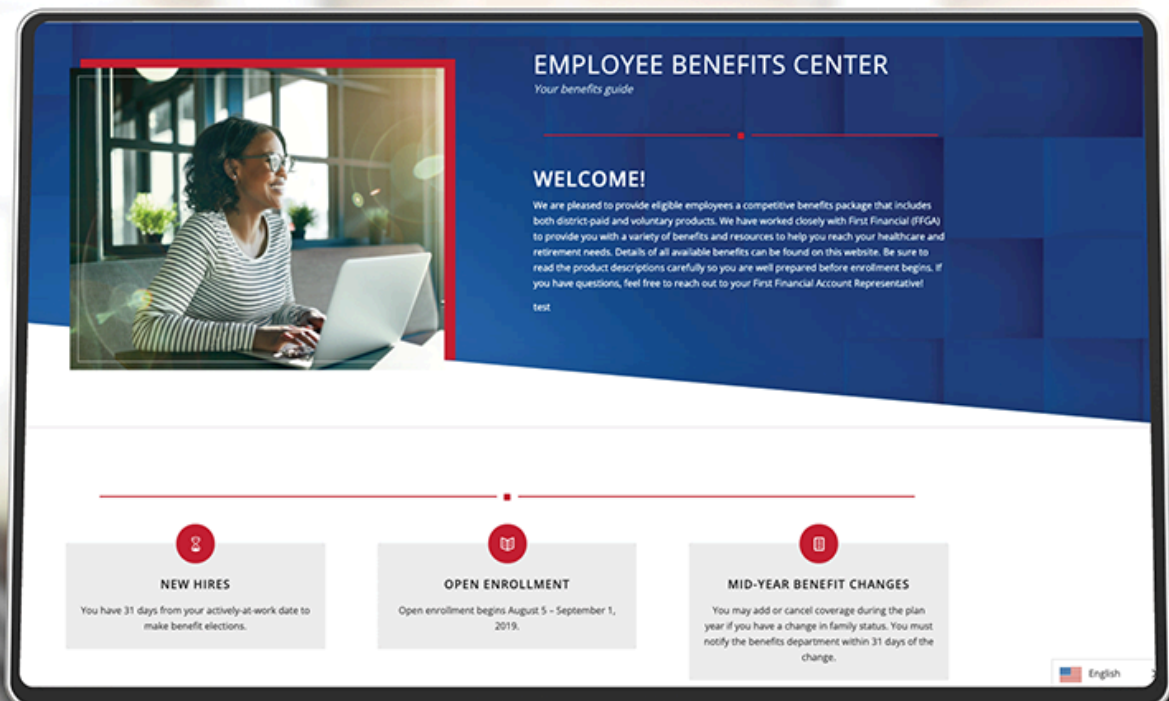 EMPLOYEE BENEFITS CENTER
Your benefits guide
WELCOME!
We are pleased to provide eligible employees a competitive benefits package that includes
both district-paid and voluntary products. We have worked closely with First Financial (FFGA)
to provide you with a variety of benefits and resources to help you reach your healthcare and
retirement needs. Details of all available benefits can be found on this website. Be sure to
read the product descriptions carefully so you are well prepared before enrollment begins. If
you have questions, feel free to reach out to your First Financial Account Representative!
test
NEW HIRES
You have 31 days from your actively-at-work date to
make benefit elections.
OPEN ENROLLMENT
Open enrollment begins August 5 – September 1,
2019.
MID-YEAR BENEFIT CHANGES
You may add or cancel coverage during the plan
year if you have a change in family status. You must
notify the benefits department within 31 days of the
change.
English